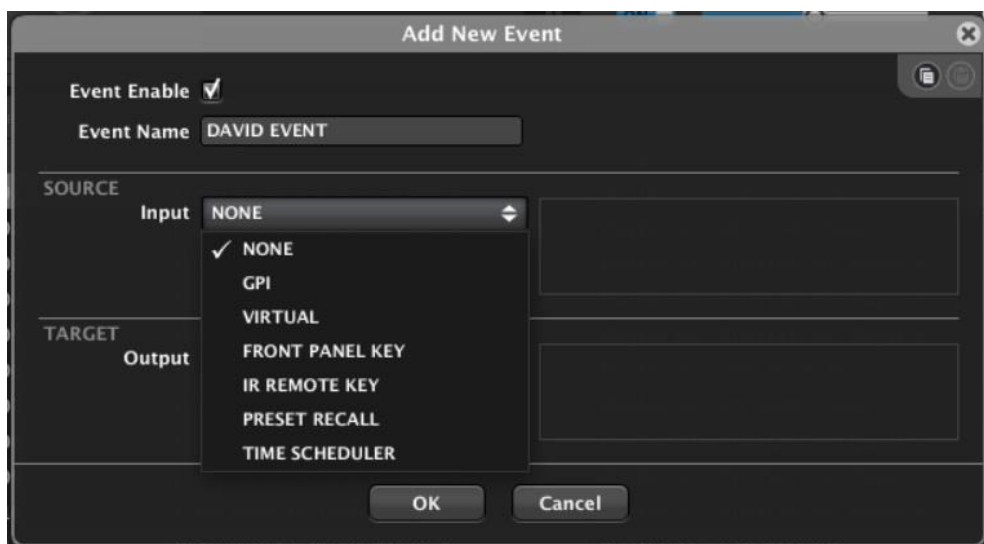 Add New Event
Event Enable
Event Name DAVID EVENT
SOURCE
Input NONE
NONE
GPI
VIRTUAL
TARGET
Output
FRONT PANEL KEY
IR REMOTE KEY
PRESET RECALL
TIME SCHEDULER
OK Cancel